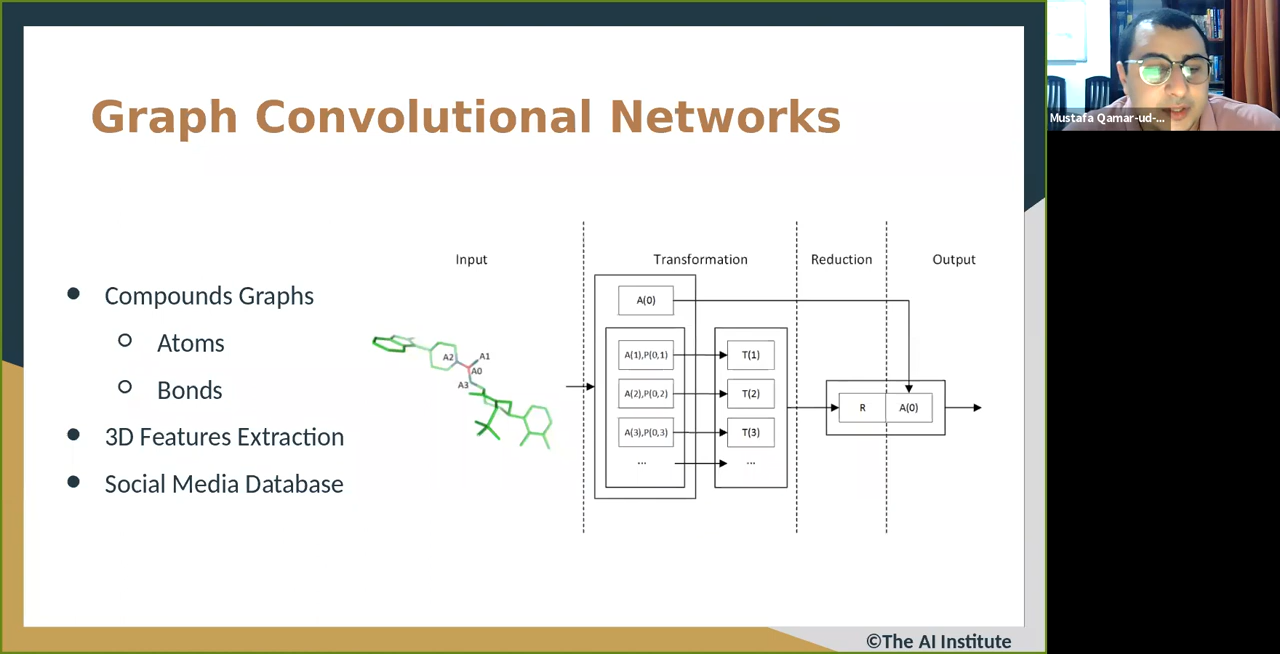 Graph Convolutional Networks
Compounds Graphs
Atoms
Bonds
3D Features Extraction
Social Media Database
Input
Transformation
Reduction
Output
A2
A1
A0
A3
A(0)
A(1),P(0,1)
T(1)
A(2),P(0,2)
T(2)
A(3),P(0,3)
T(3)
...
...
R
A(0)
©The AI Institute
Mustafa Qamar-ud-...